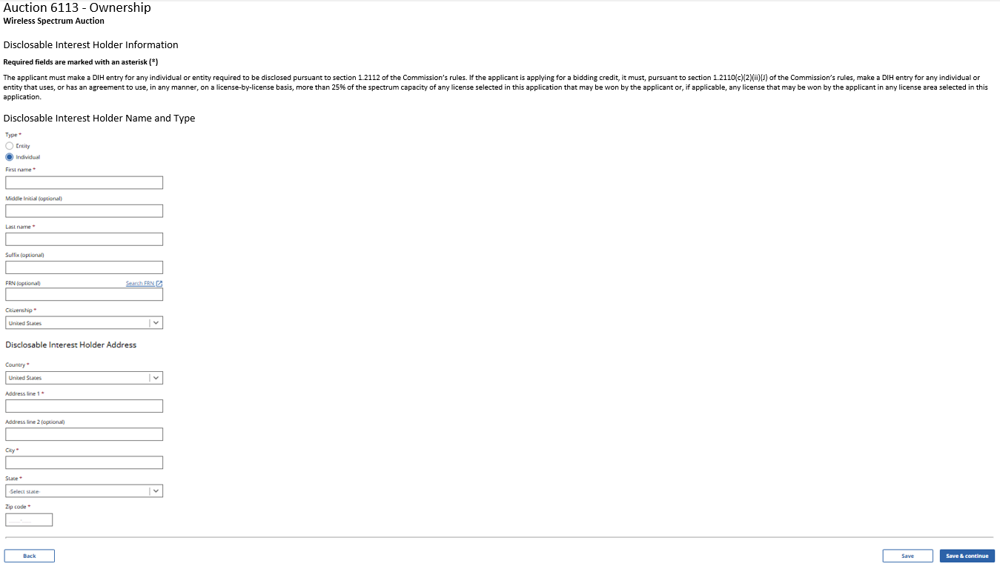 Auction 6113 - Ownership
Wireless Spectrum Auction
Disclosable Interest Holder Information
Required fields are marked with an asterisk (*)
The applicant must make a DIH entry for any individual or entity required to be disclosed pursuant to section 1.2112 of the Commission's rules. If the applicant is applying for a bidding credit, it must, pursuant to section 1.2110(c)(2)(ii)(J) of the Commission's rules, make a DIH entry for any individual or
entity that uses, or has an agreement to use, in any manner, on a license-by-license basis, more than 25% of the spectrum capacity of any license selected in this application that may be won by the applicant or, if applicable, any license that may be won by the applicant in any license area selected in this
application.
Disclosable Interest Holder Name and Type
Type *
Entity
Individual
First name *
Middle Initial (optional)
Last name *
Suffix (optional)
FRN (optional) Search FRN
Citizenship *
United States
Disclosable Interest Holder Address
Country *
United States
Address line 1 *
Address line 2 (optional)
City *
State *
-Select state-
Zip code *
_____-____
Back Save Save & continue